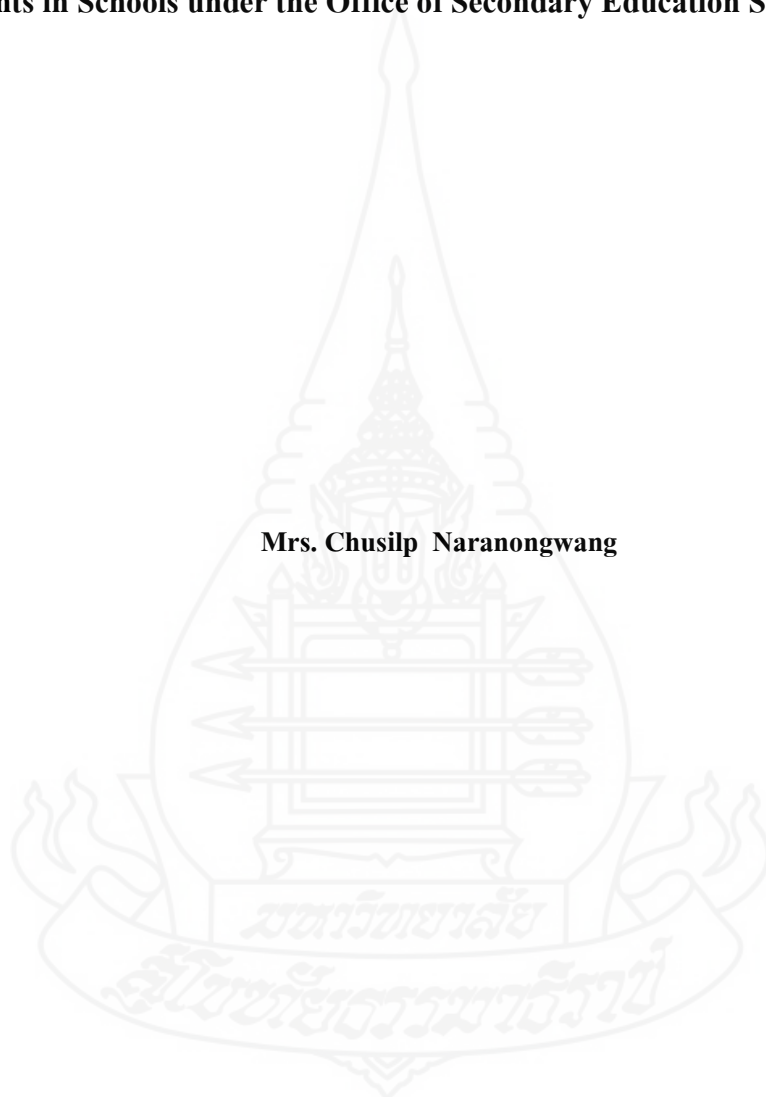 nts in Schools under the Office of Secondary Education S
Mrs. Chusilp Naranongwang
มหาวิทยาลัย
สุโขทัยธรรมาธิราช